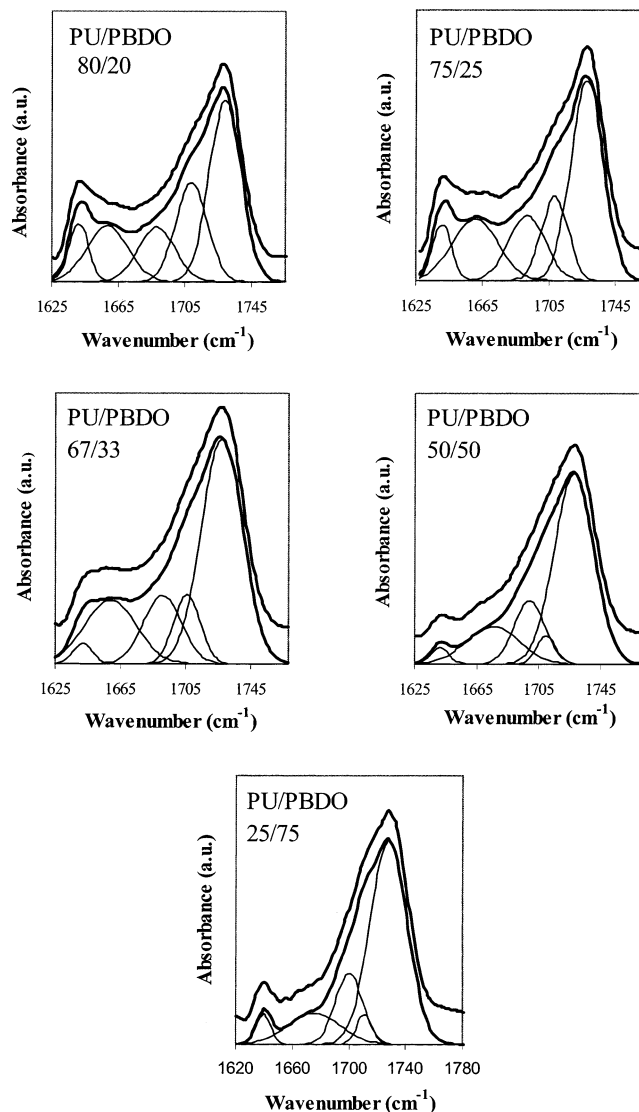 PU/PBDO
80/20
Absorbance (a.u.)
1625 1665 1705 1745
Wavenumber (cm-1)
PU/PBDO
75/25
Absorbance (a.u.)
1625 1665 1705 1745
Wavenumber (cm-1)
PU/PBDO
67/33
Absorbance (a.u.)
1625 1665 1705 1745
Wavenumber (cm-1)
PU/PBDO
50/50
Absorbance (a.u.)
1625 1665 1705 1745
Wavenumber (cm-1)
PU/PBDO
25/75
Absorbance (a.u.)
1620 1660 1700 1740 1780
Wavenumber (cm-1)